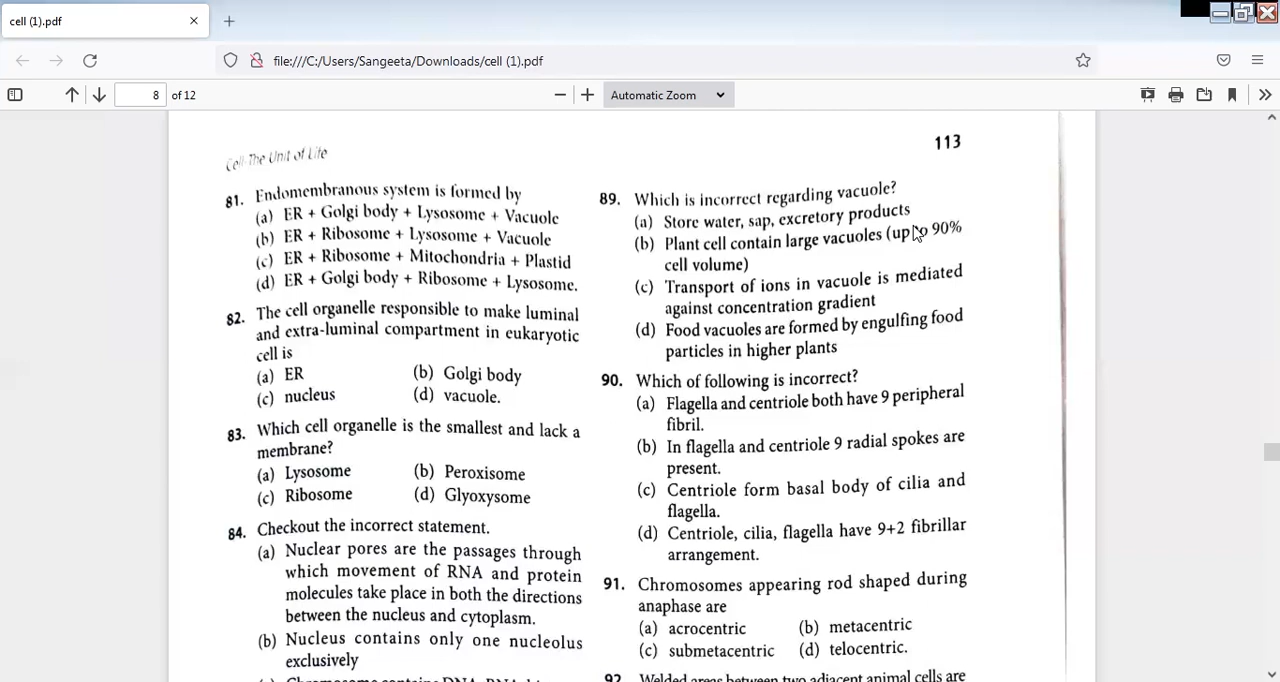 cell (1).pdf
file:///C:/Users/Sangeeta/Downloads/cell (1).pdf
8 of 12
Automatic Zoom
Cell-The Unit of Life
113
81. Endomembranous system is formed by
(a) ER + Golgi body + Lysosome + Vacuole
(b) ER + Ribosome + Lysosome + Vacuole
(c) ER + Ribosome + Mitochondria + Plastid
(d) ER + Golgi body + Ribosome + Lysosome.
82. The cell organelle responsible to make luminal
and extra-luminal compartment in eukaryotic
cell is
(a) ER (b) Golgi body
(c) nucleus (d) vacuole.
83. Which cell organelle is the smallest and lack a
membrane?
(a) Lysosome (b) Peroxisome
(c) Ribosome (d) Glyoxysome
84. Checkout the incorrect statement.
(a) Nuclear pores are the passages through
which movement of RNA and protein
molecules take place in both the directions
between the nucleus and cytoplasm.
(b) Nucleus contains only one nucleolus
exclusively
89. Which is incorrect regarding vacuole?
(a) Store water, sap, excretory products
(b) Plant cell contain large vacuoles (up to 90%
cell volume)
(c) Transport of ions in vacuole is mediated
against concentration gradient
(d) Food vacuoles are formed by engulfing food
particles in higher plants
90. Which of following is incorrect?
(a) Flagella and centriole both have 9 peripheral
fibril.
(b) In flagella and centriole 9 radial spokes are
present.
(c) Centriole form basal body of cilia and
flagella.
(d) Centriole, cilia, flagella have 9+2 fibrillar
arrangement.
91. Chromosomes appearing rod shaped during
anaphase are
(a) acrocentric (b) metacentric
(c) submetacentric (d) telocentric.
92. Welded areas between two adjacent animal cells are